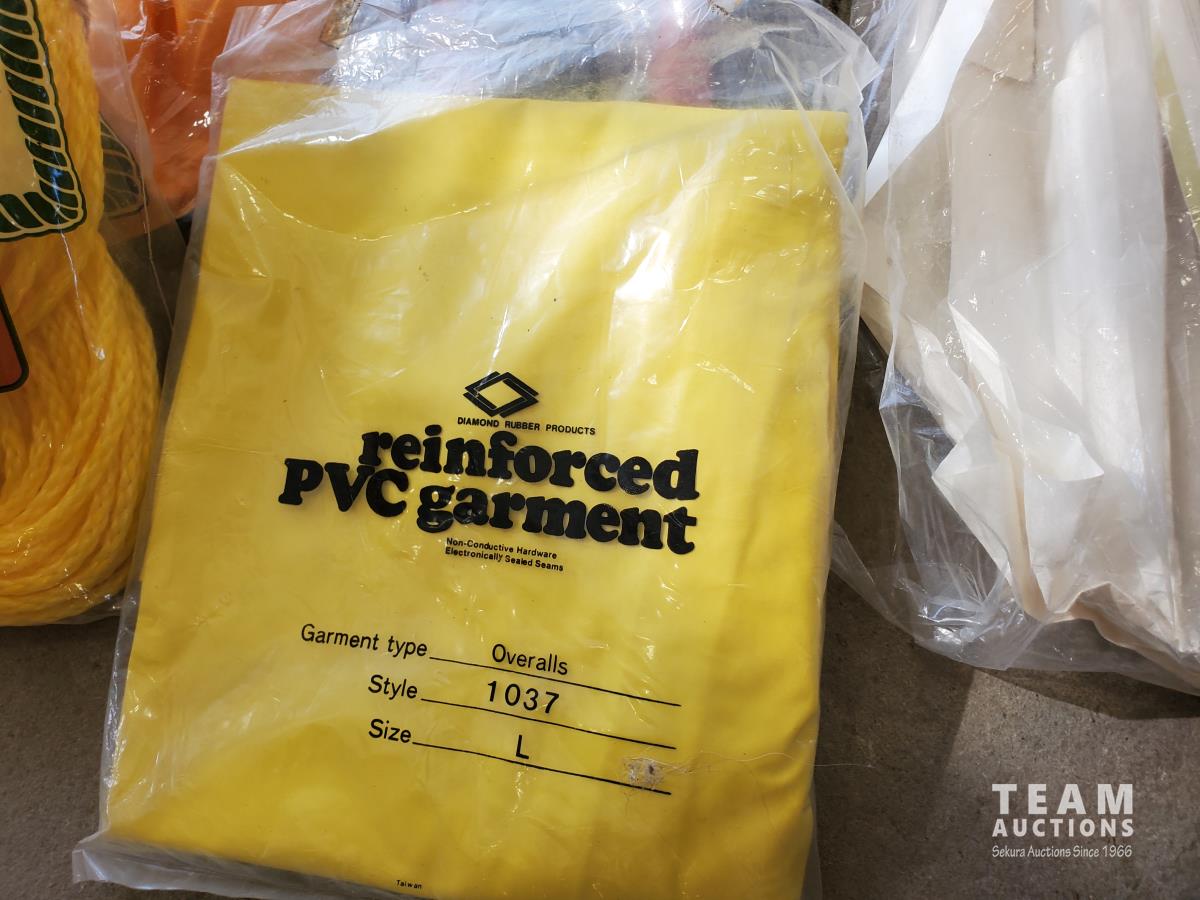 DIAMOND RUBBER PRODUCTS
reinforced
PVC garment
Non-Conductive Hardware
Electronically Sealed Seams
Garment type Overalls
Style 1037
Size L
Taiwan
TEAM
AUCTIONS
Sekura Auctions Since 1966